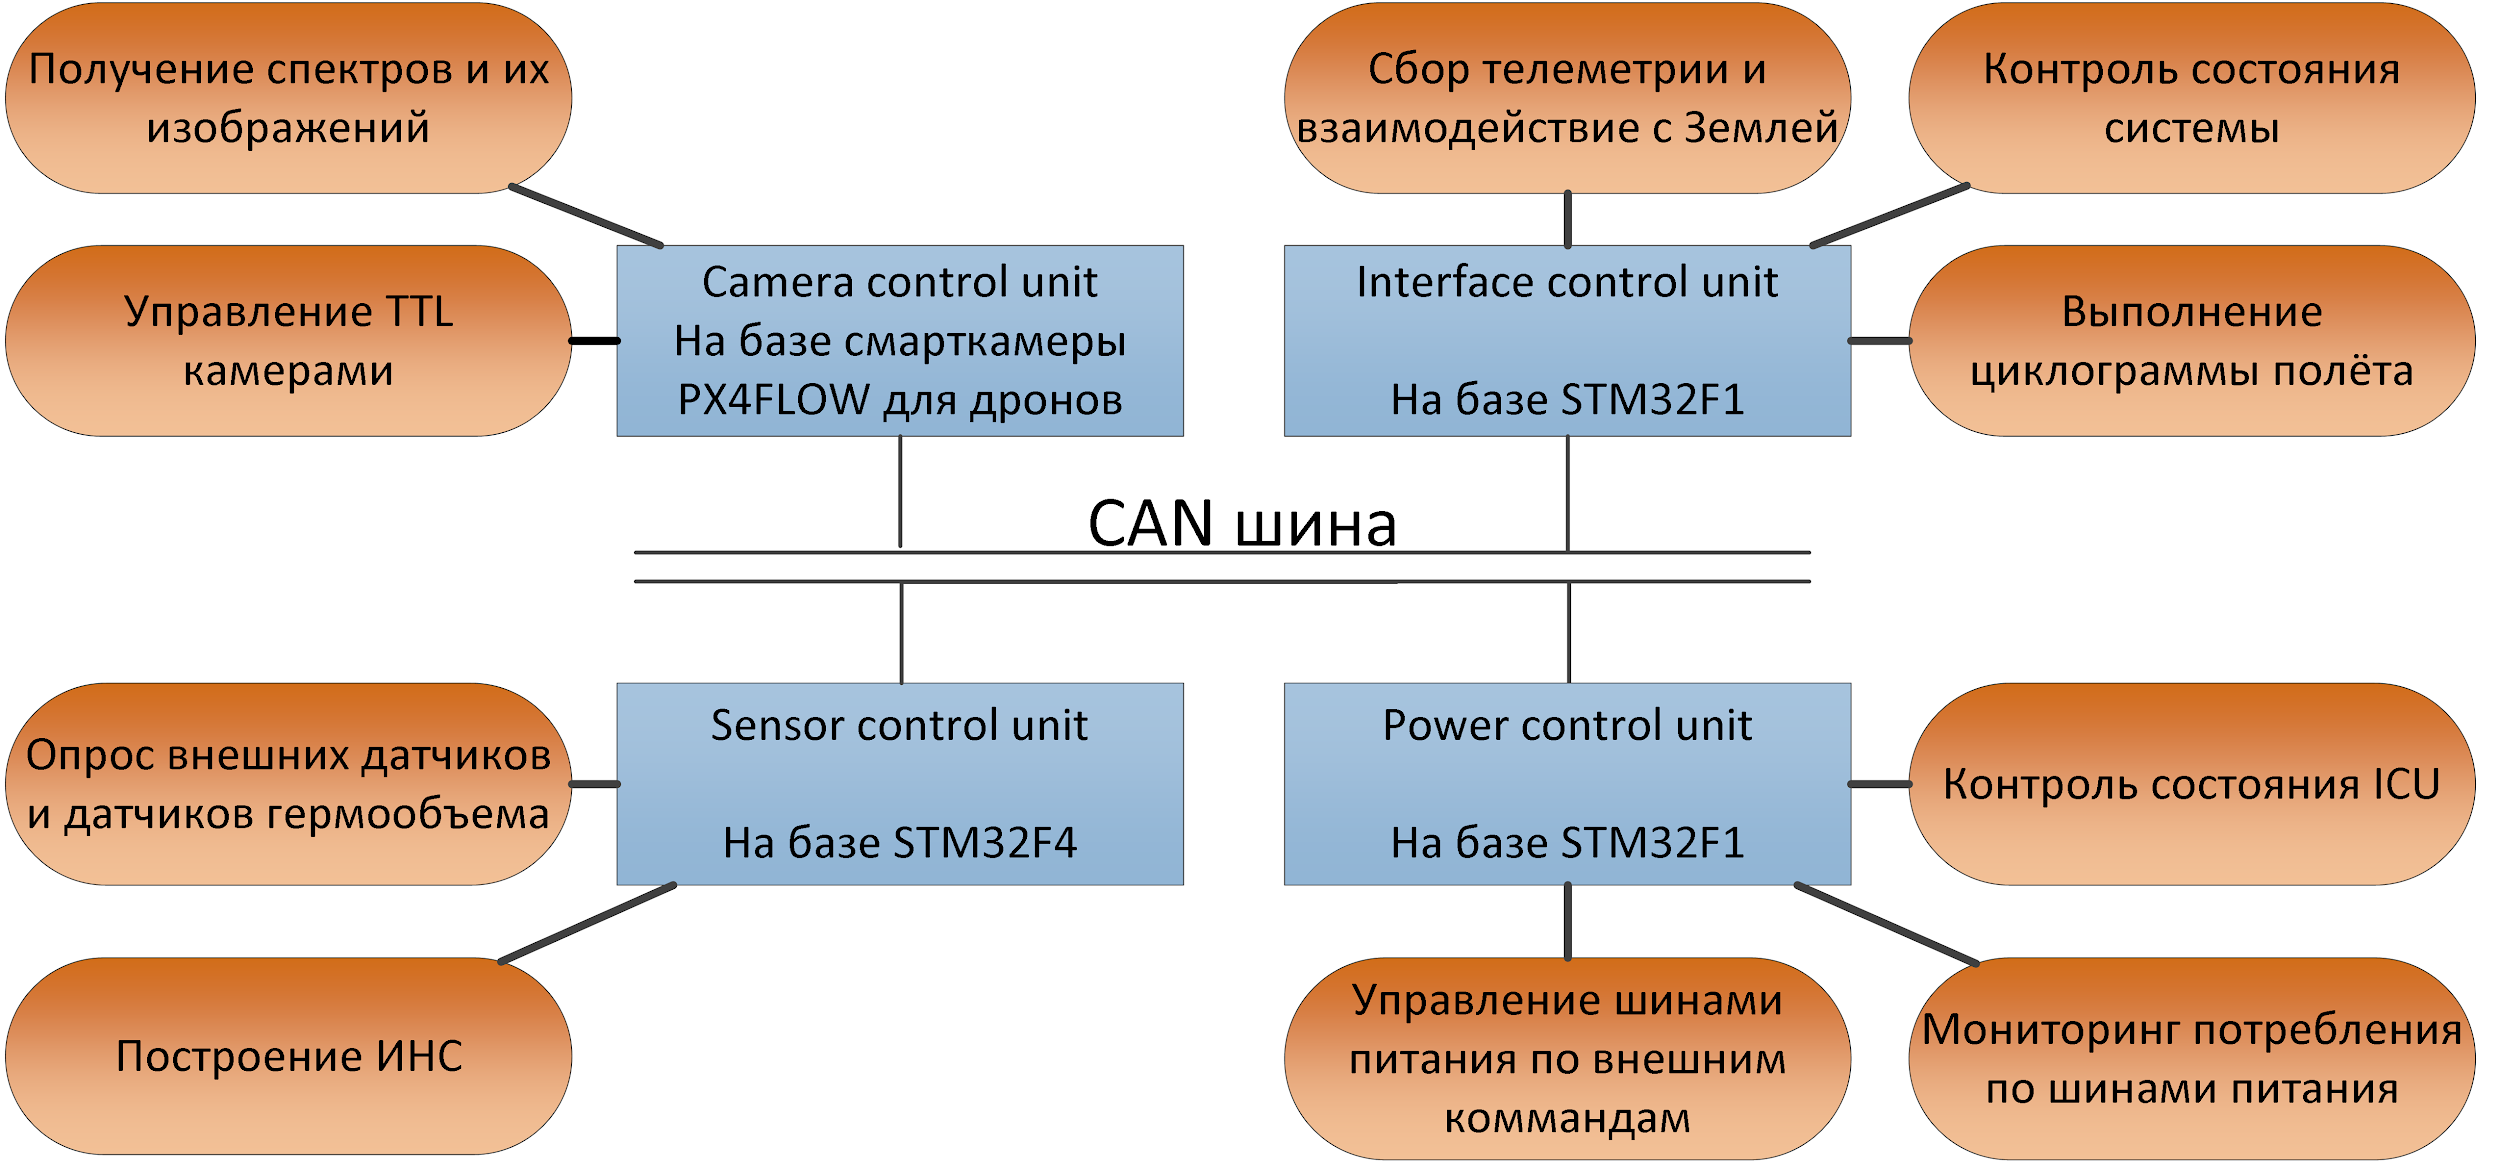 Получение спектров и их
изображений
Сбор телеметрии и
взаимодействие с Землей
Контроль состояния
системы
Управление TTL
камерами
Camera control unit
На базе смарткамеры
PX4FLOW для дронов
Interface control unit
На базе STM32F1
Выполнение
циклограммы полёта
CAN шина
Опрос внешних датчиков
и датчиков гермообъема
Sensor control unit
На базе STM32F4
Power control unit
На базе STM32F1
Контроль состояния ICU
Построение ИНС
Управление шинами
питания по внешним
коммандам
Мониторинг потребления
по шинами питания